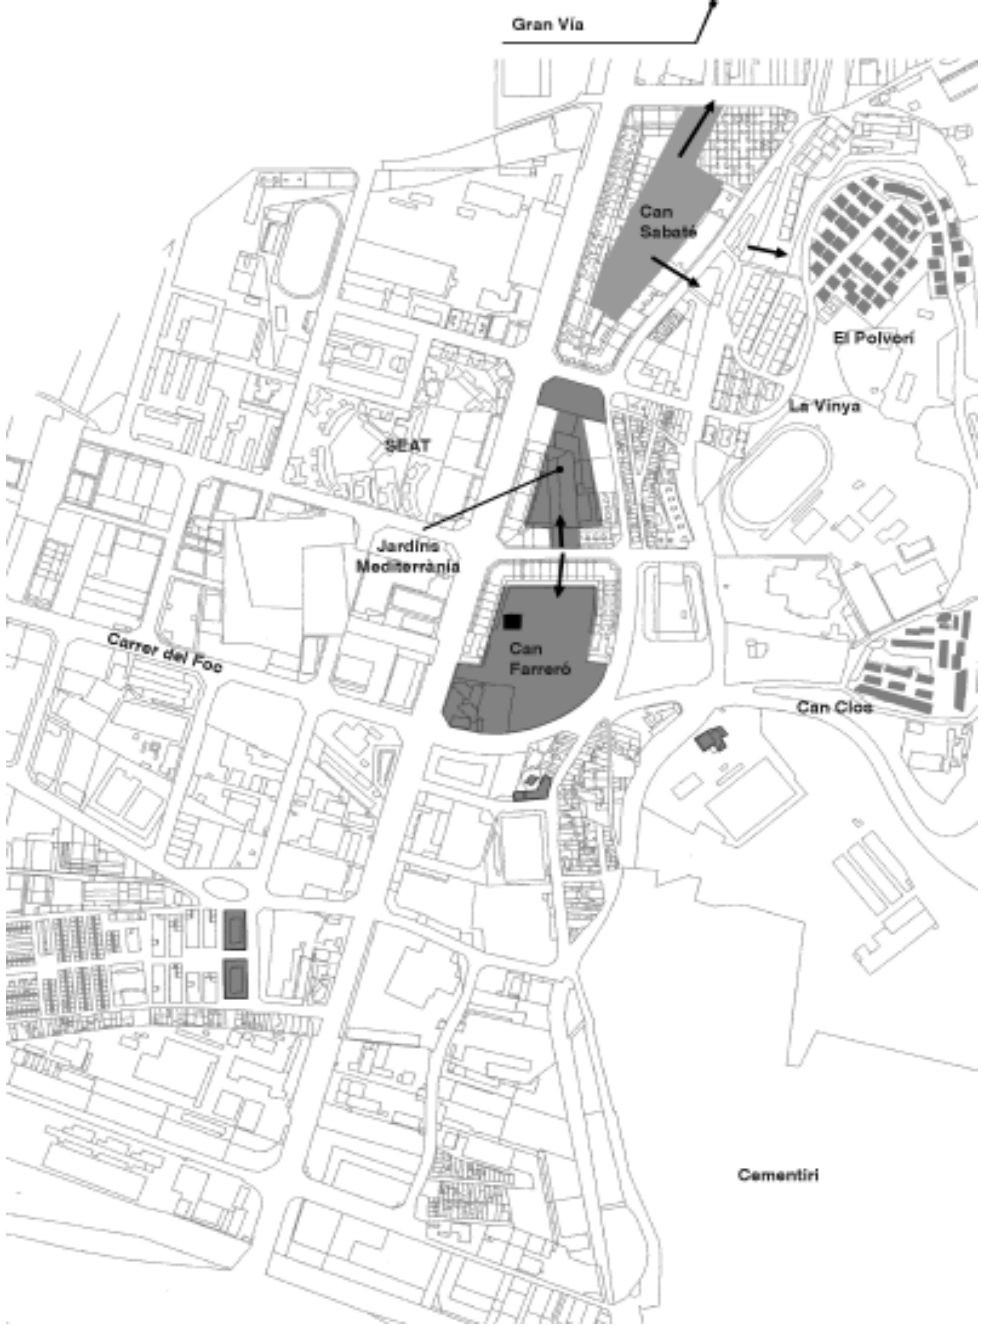 Gran Vía
Can
Sabaté
El Polvorí
La Vinya
SEAT
Jardins
Mediterrània
Can
Farreró
Carrer del Foc
Can Clos
Cementiri